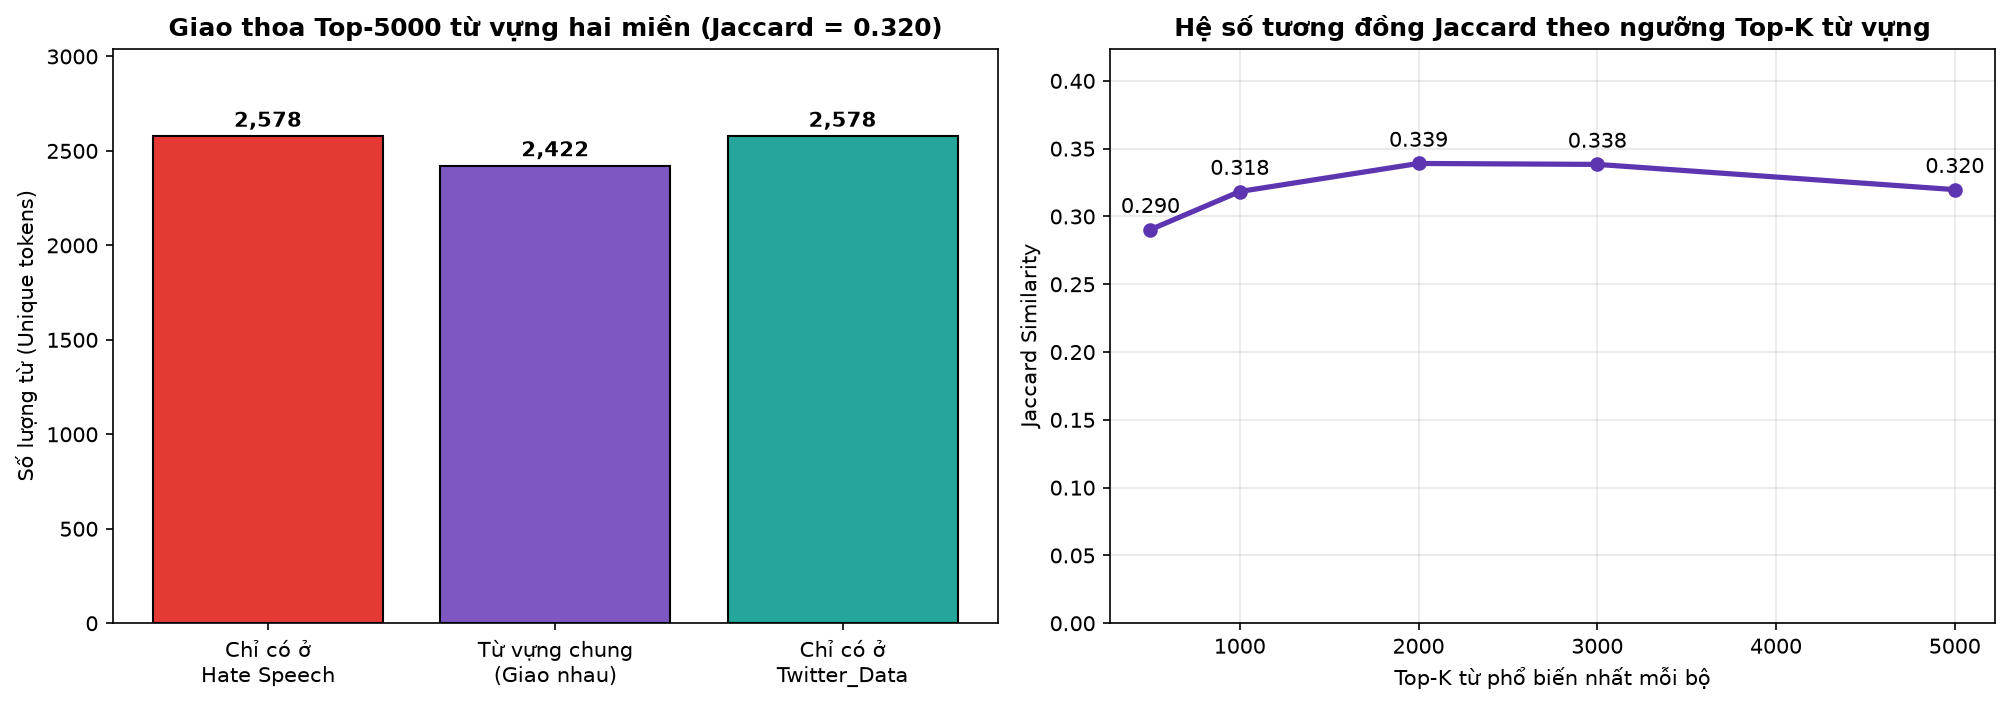 Giao thoa Top-5000 từ vựng hai miền (Jaccard = 0.320)
Số lượng từ (Unique tokens)
3000
2500
2000
1500
1000
500
0
2,578
2,422
2,578
Chỉ có ở
Hate Speech
Từ vựng chung
(Giao nhau)
Chỉ có ở
Twitter_Data
Hệ số tương đồng Jaccard theo ngưỡng Top-K từ vựng
Jaccard Similarity
0.40
0.35
0.30
0.25
0.20
0.15
0.10
0.05
0.00
0.290
0.318
0.339
0.338
0.320
1000
2000
3000
4000
5000
Top-K từ phổ biến nhất mỗi bộ